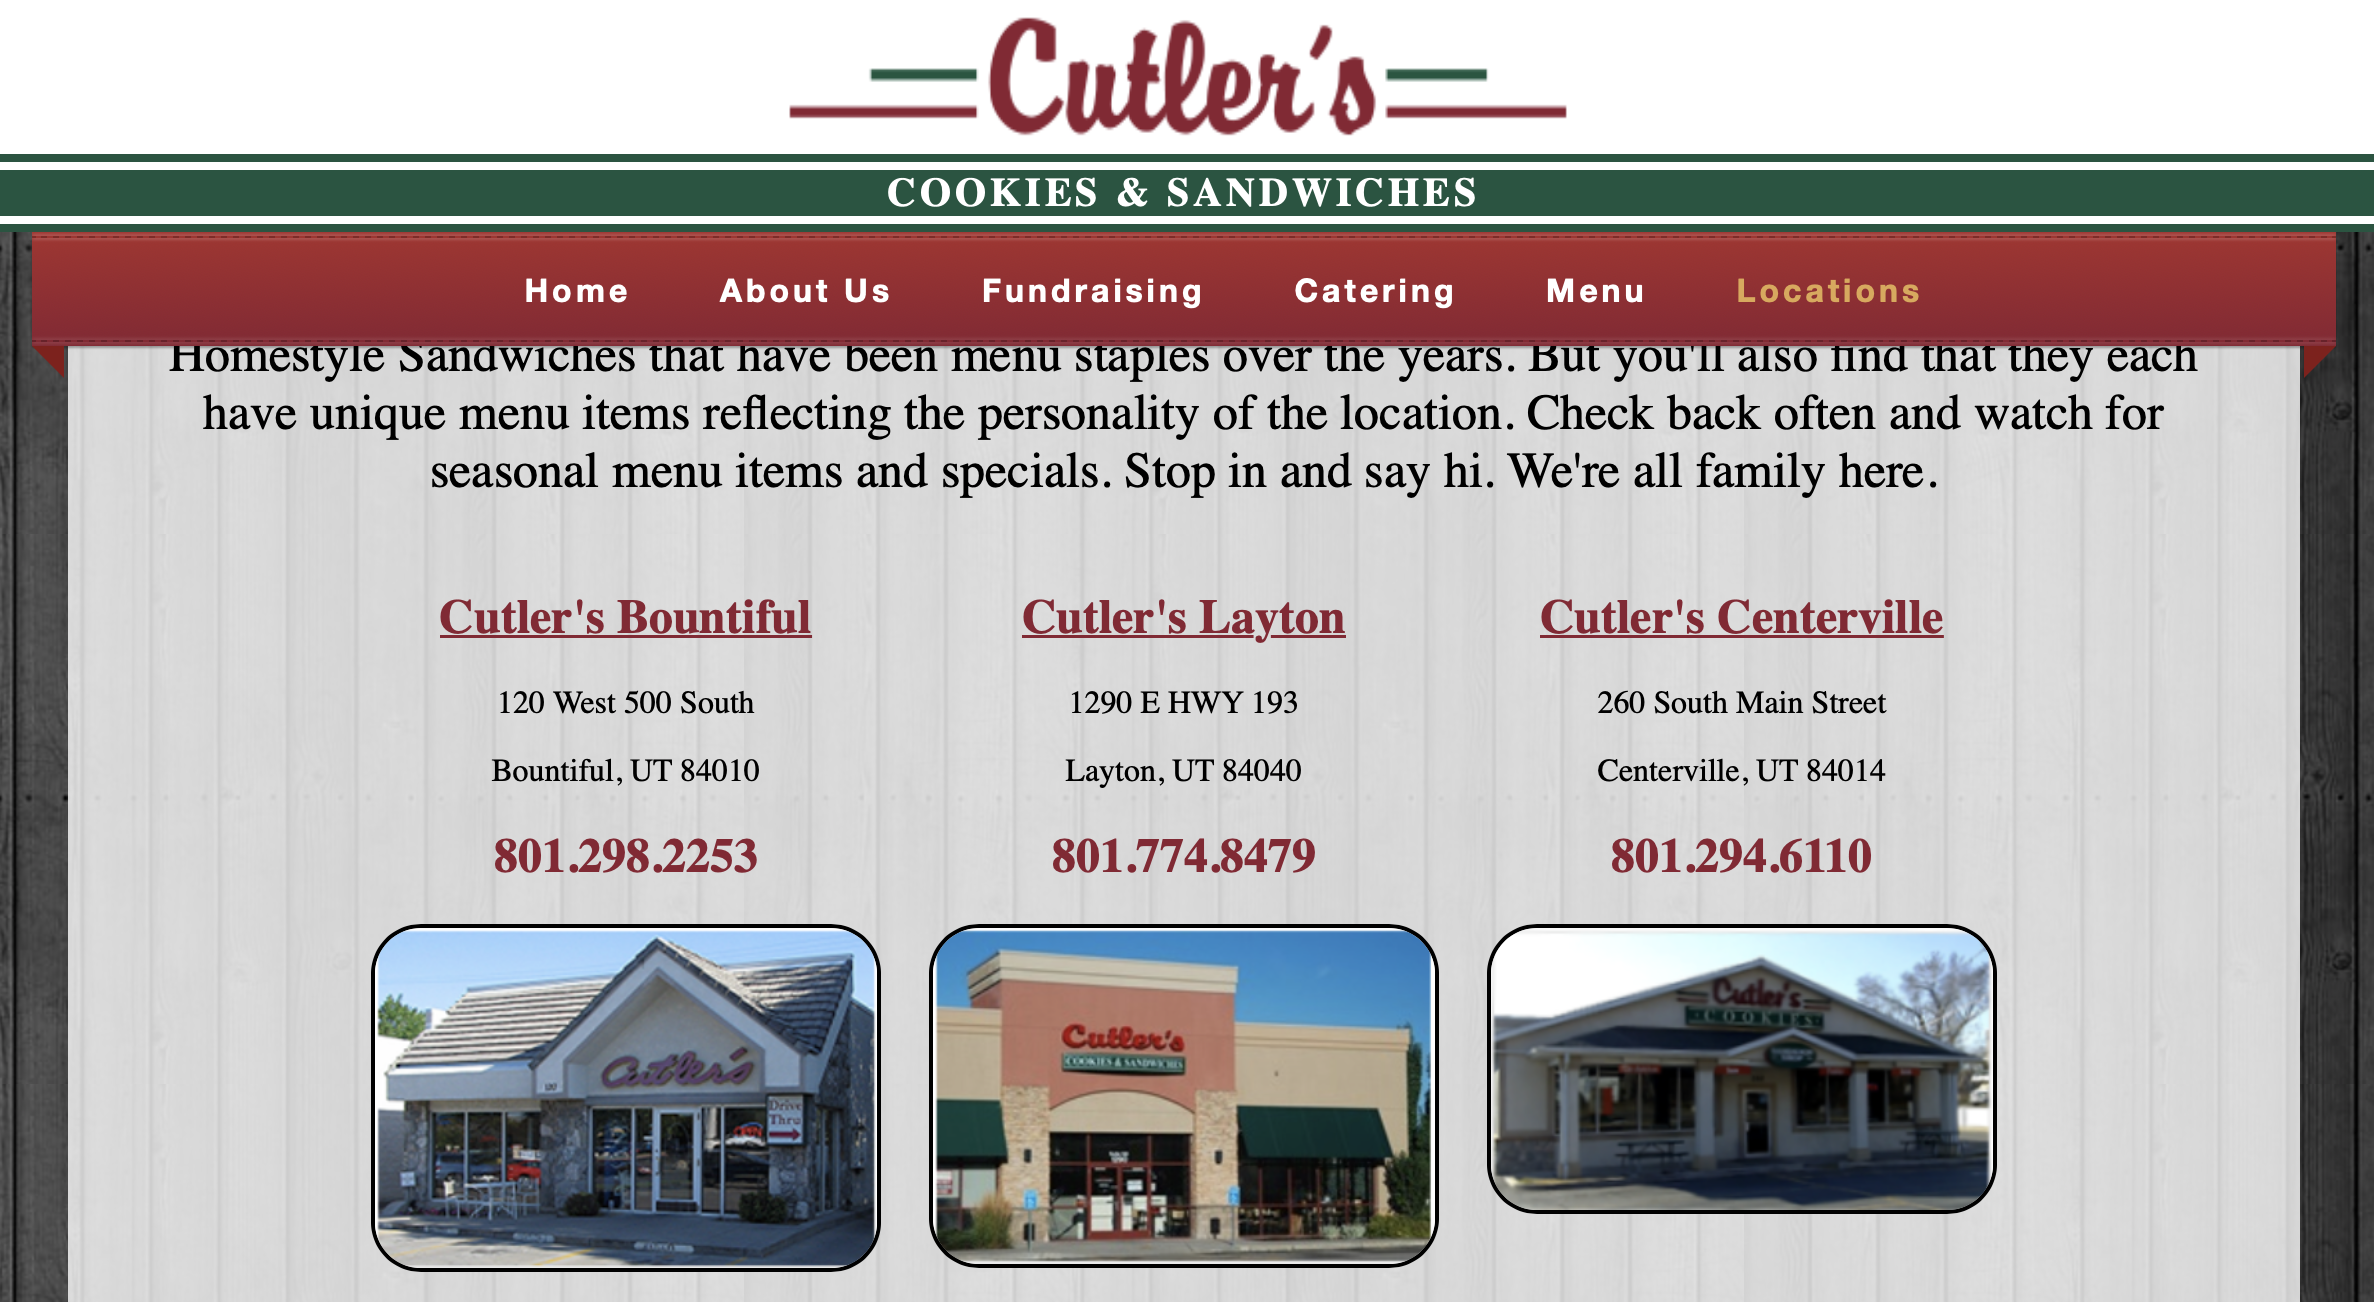 Cutler's
COOKIES & SANDWICHES
Home About Us Fundraising Catering Menu Locations
Homestyle Sandwiches that have been menu staples over the years. But you'll also find that they each
have unique menu items reflecting the personality of the location. Check back often and watch for
seasonal menu items and specials. Stop in and say hi. We're all family here.
Cutler's Bountiful
120 West 500 South
Bountiful, UT 84010
801.298.2253
Cutler's
120
Drive
Thru
OPEN
Cutler's Layton
1290 E HWY 193
Layton, UT 84040
801.774.8479
Cutler's
COOKIES & SANDWICHES
Cutler's Centerville
260 South Main Street
Centerville, UT 84014
801.294.6110
Cutler's
COOKIES